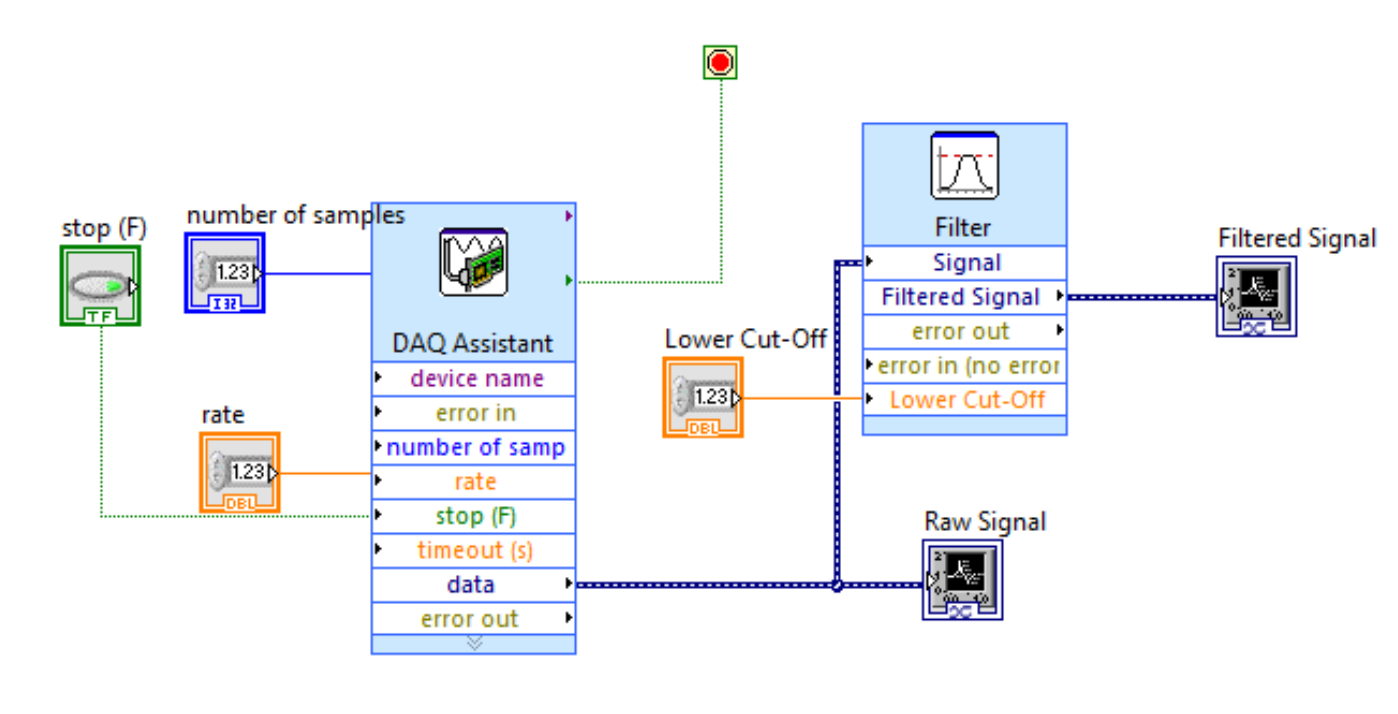 stop (F)
TF
number of samples
1.23
I32
rate
1.23
DBL
DAQ Assistant
device name
error in
number of samp
rate
stop (F)
timeout (s)
data
error out
Lower Cut-Off
1.23
DBL
Filter
Signal
Filtered Signal
error out
error in (no error
Lower Cut-Off
Filtered Signal
Raw Signal